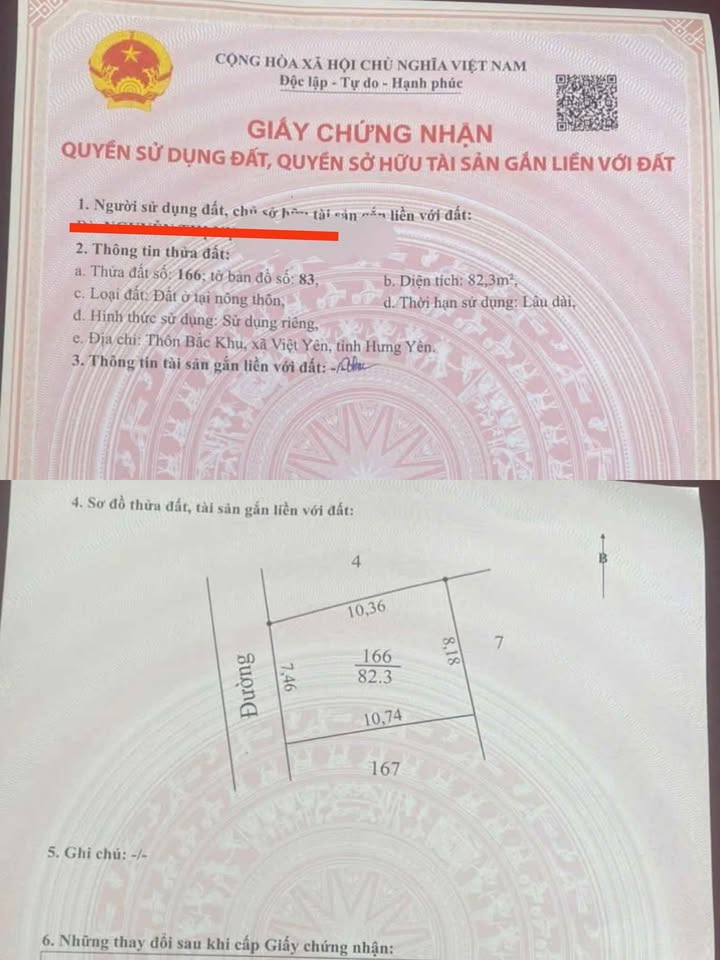 CỘNG HÒA XÃ HỘI CHỦ NGHĨA VIỆT NAM
Độc lập - Tự do - Hạnh phúc
GIẤY CHỨNG NHẬN
QUYỀN SỬ DỤNG ĐẤT, QUYỀN SỞ HỮU TÀI SẢN GẮN LIỀN VỚI ĐẤT
1. Người sử dụng đất, chủ sở hữu tài sản gắn liền với đất:
2. Thông tin thửa đất:
a. Thửa đất số: 166; tờ bản đồ số: 83,
b. Diện tích: 82,3m²,
c. Loại đất: Đất ở tại nông thôn,
d. Thời hạn sử dụng: Lâu dài,
đ. Hình thức sử dụng: Sử dụng riêng,
e. Địa chỉ: Thôn Bắc Khu, xã Việt Yên, tỉnh Hưng Yên.
3. Thông tin tài sản gắn liền với đất: -/-
4. Sơ đồ thửa đất, tài sản gắn liền với đất:
4
B
10,36
7
8,18
166
82.3
7,46
Đường
10,74
167
5. Ghi chú: -/-
6. Những thay đổi sau khi cấp Giấy chứng nhận: